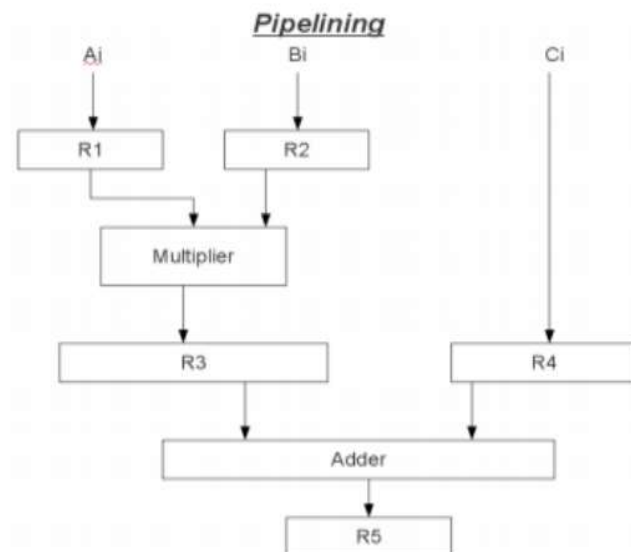 Pipelining
Ai Bi Ci
R1 R2
Multiplier
R3 R4
Adder
R5